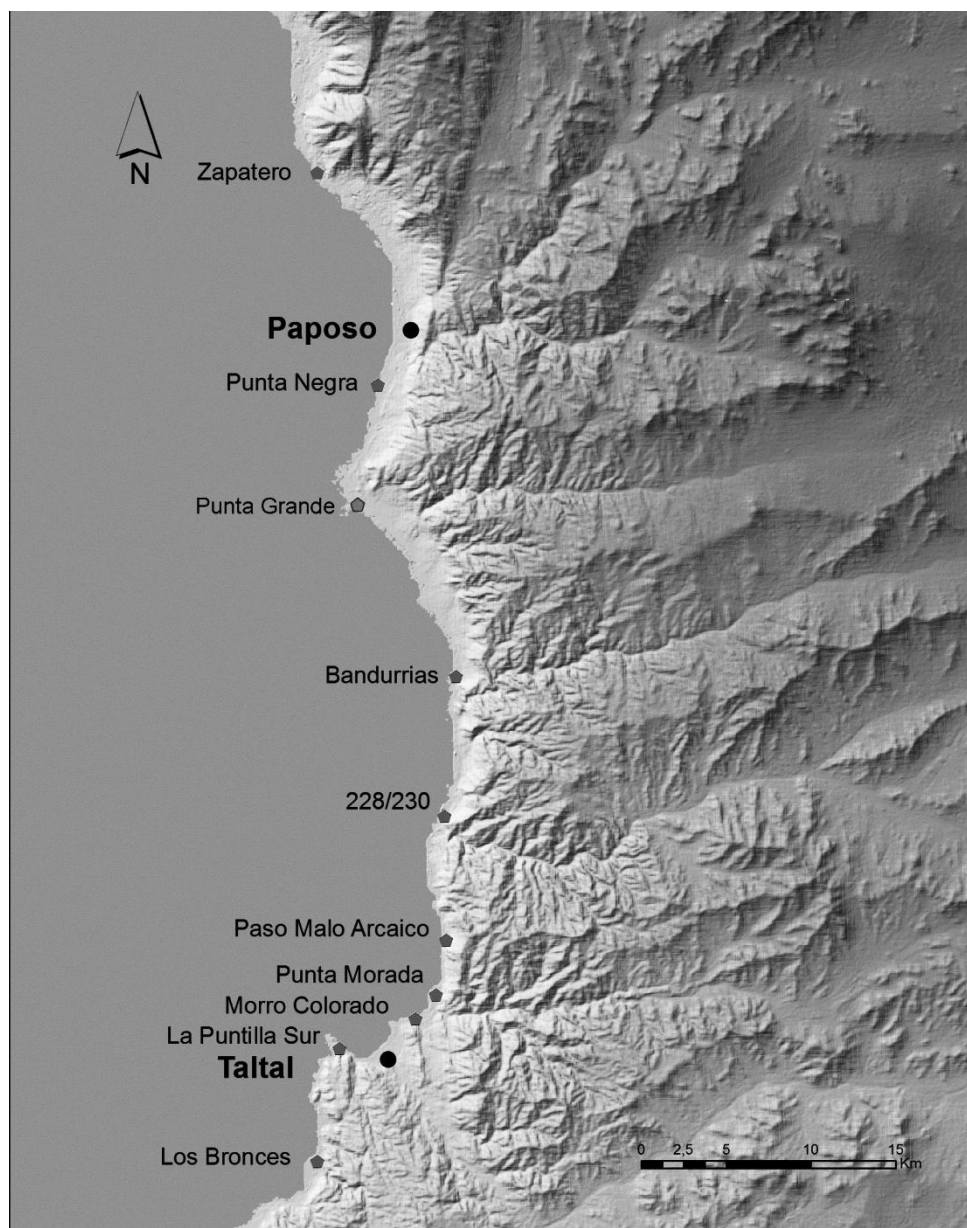 N
Zapatero
Paposo
Punta Negra
Punta Grande
Bandurrias
228/230
Paso Malo Arcaico
Punta Morada
Morro Colorado
La Puntilla Sur
Taltal
Los Bronces
0 2,5 5 10 15
Km